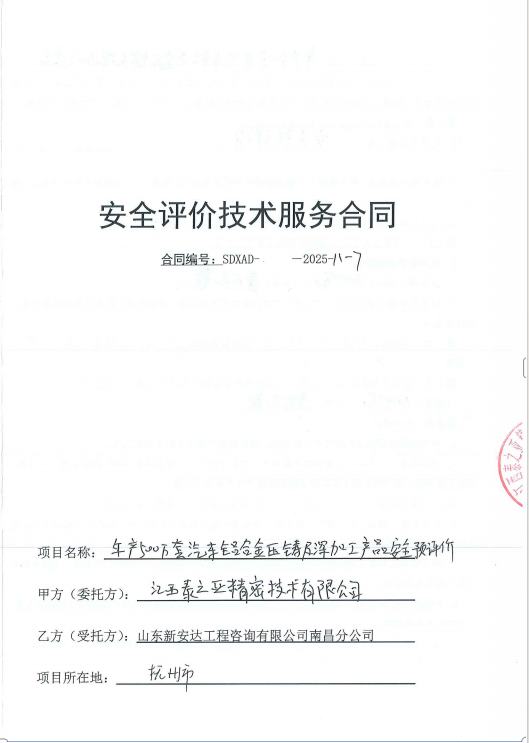 安全评价技术服务合同
合同编号：SDXAD- —2025-11-7
项目名称：年产500万套汽车铝合金压铸及深加工产品安全预评价
甲方（委托方）：江西泰之亚精密技术有限公司
乙方（受托方）：山东新安达工程咨询有限公司南昌分公司
项目所在地：抚州市